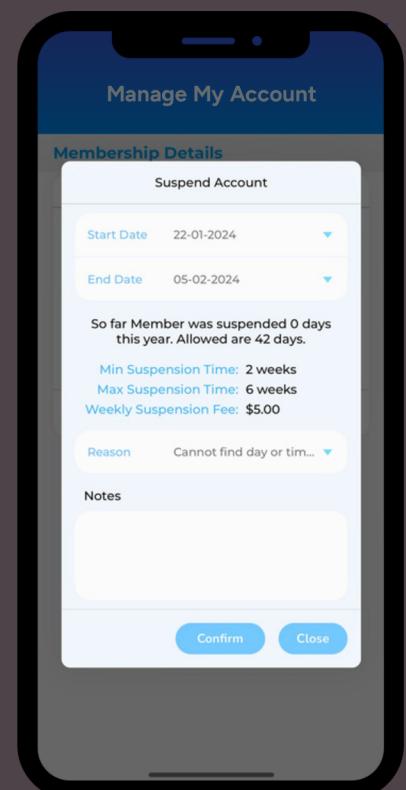 Manage My Account
Membership Details
Suspend Account
Start Date 22-01-2024
End Date 05-02-2024
So far Member was suspended 0 days
this year. Allowed are 42 days.
Min Suspension Time: 2 weeks
Max Suspension Time: 6 weeks
Weekly Suspension Fee: $5.00
Reason Cannot find day or tim...
Notes
Confirm Close